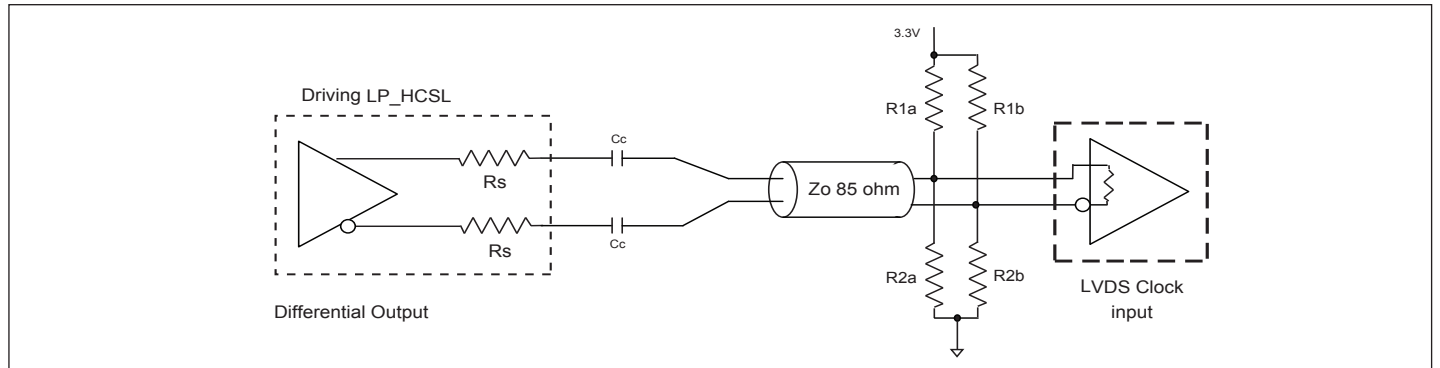 3.3V
Driving LP_HCSL
R1a
R1b
Cc
Rs
Zo 85 ohm
Cc
Rs
R2a
R2b
LVDS Clock
input
Differential Output